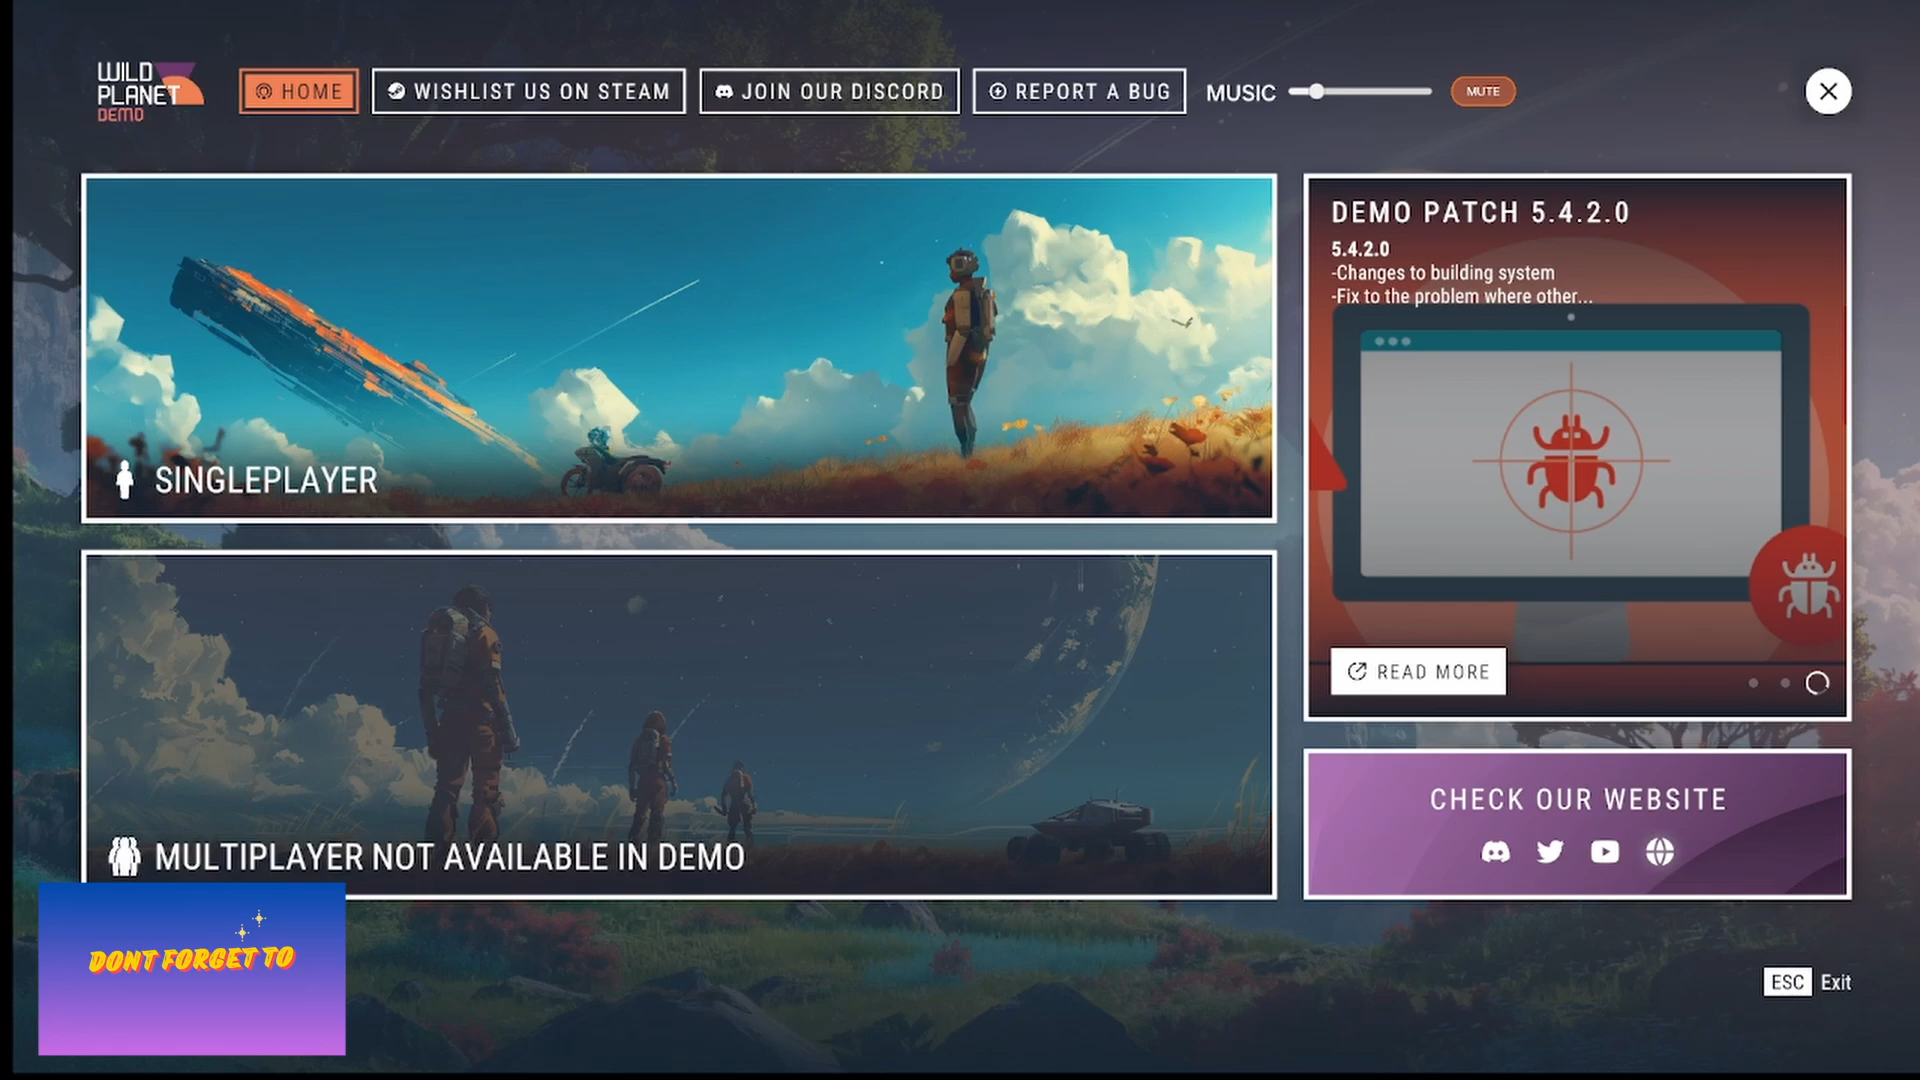 WILD
PLANET
DEMO
HOME
WISHLIST US ON STEAM
JOIN OUR DISCORD
REPORT A BUG
MUSIC
MUTE
SINGLEPLAYER
DEMO PATCH 5.4.2.0
5.4.2.0
-Changes to building system
-Fix to the problem where other...
READ MORE
MULTIPLAYER NOT AVAILABLE IN DEMO
CHECK OUR WEBSITE
DONT FORGET TO
ESC Exit